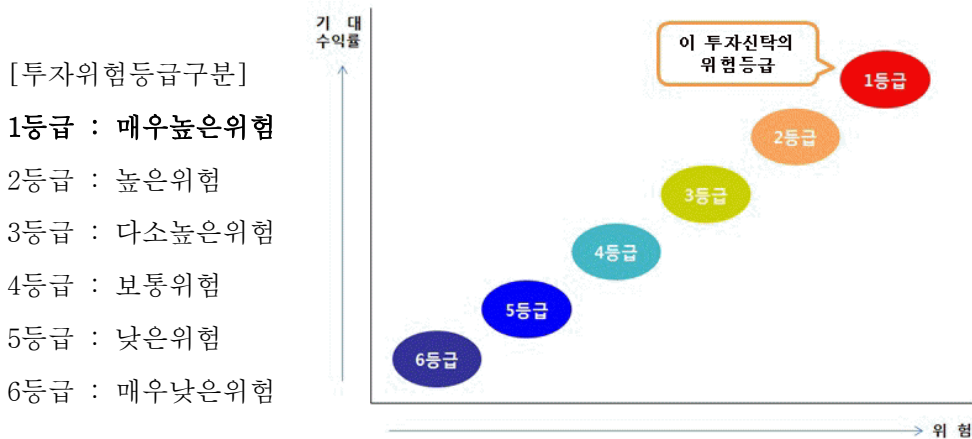 [투자위험등급구분]
1등급 : 매우높은위험
2등급 : 높은위험
3등급 : 다소높은위험
4등급 : 보통위험
5등급 : 낮은위험
6등급 : 매우낮은위험
기 대
수익률
이 투자신탁의
위험등급
1등급
2등급
3등급
4등급
5등급
6등급
위 험